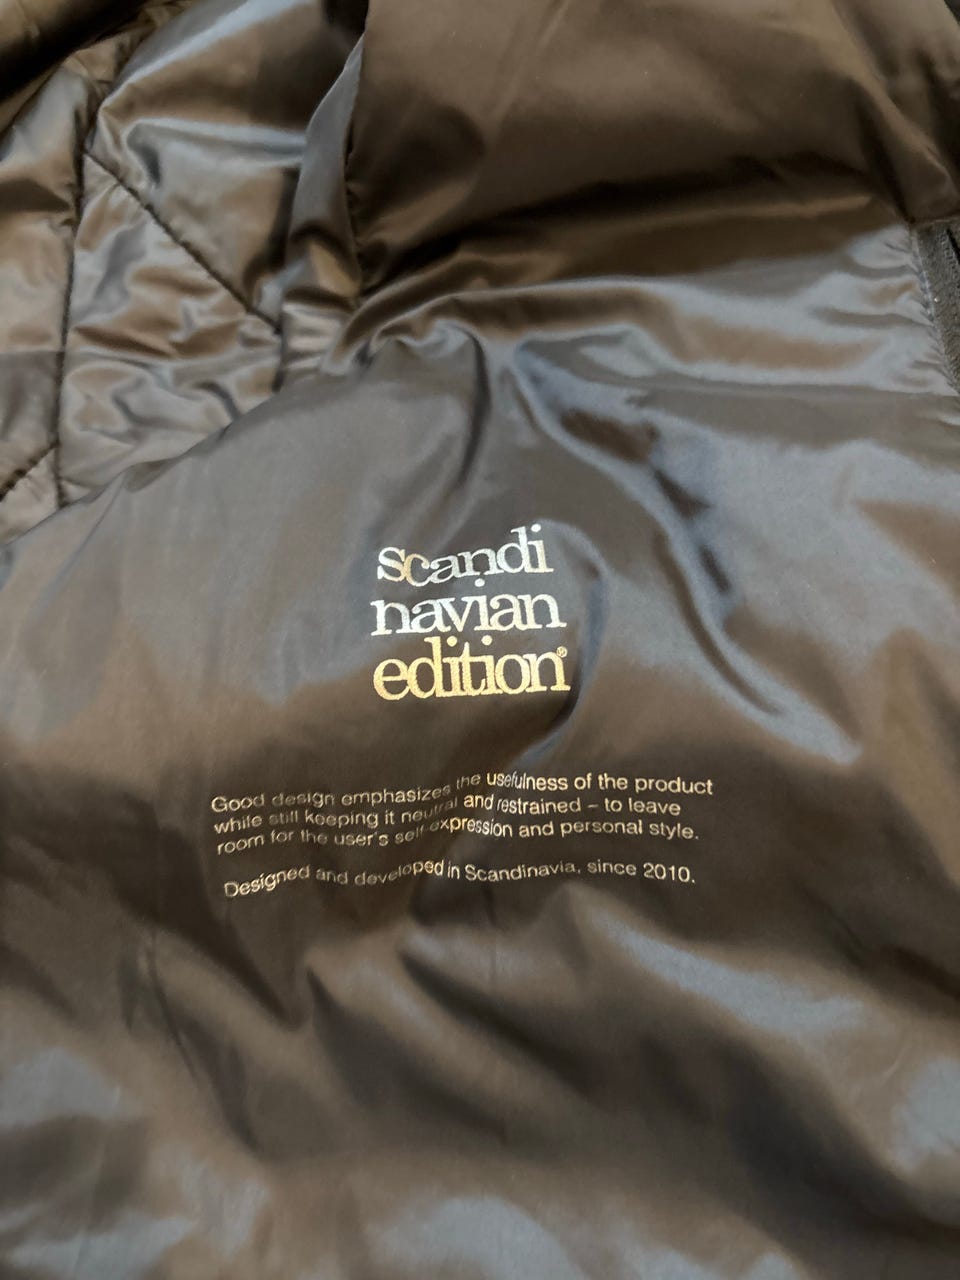 scandi
navian
edition®
Good design emphasizes the usefulness of the product
while still keeping it neutral and restrained – to leave
room for the user's self-expression and personal style.
Designed and developed in Scandinavia, since 2010.